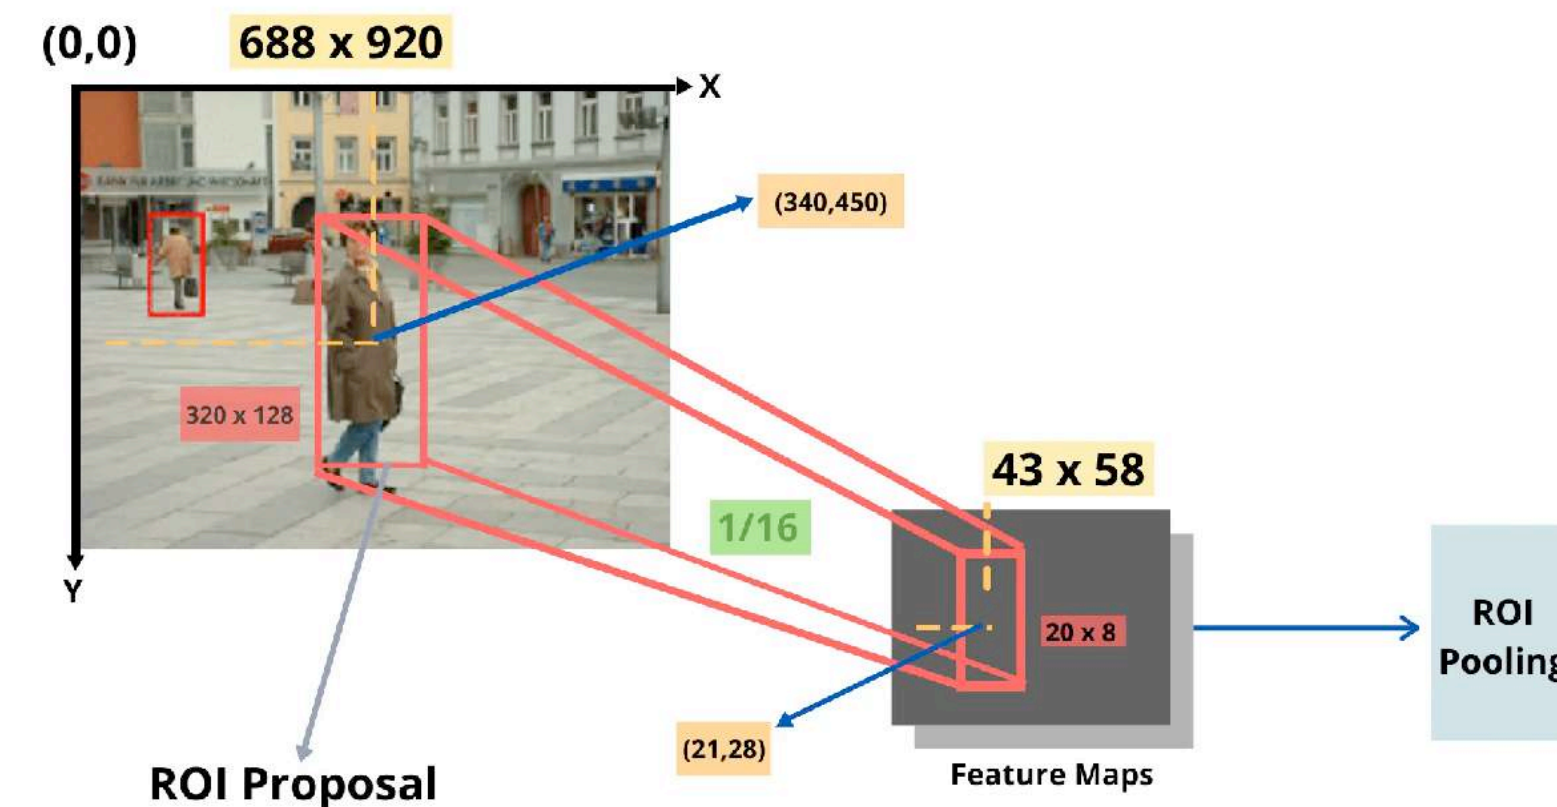 (0,0)
688 x 920
X
(340,450)
320 x 128
43 x 58
1/16
Y
20 x 8
ROI
Pooling
(21,28)
Feature Maps
ROI Proposal